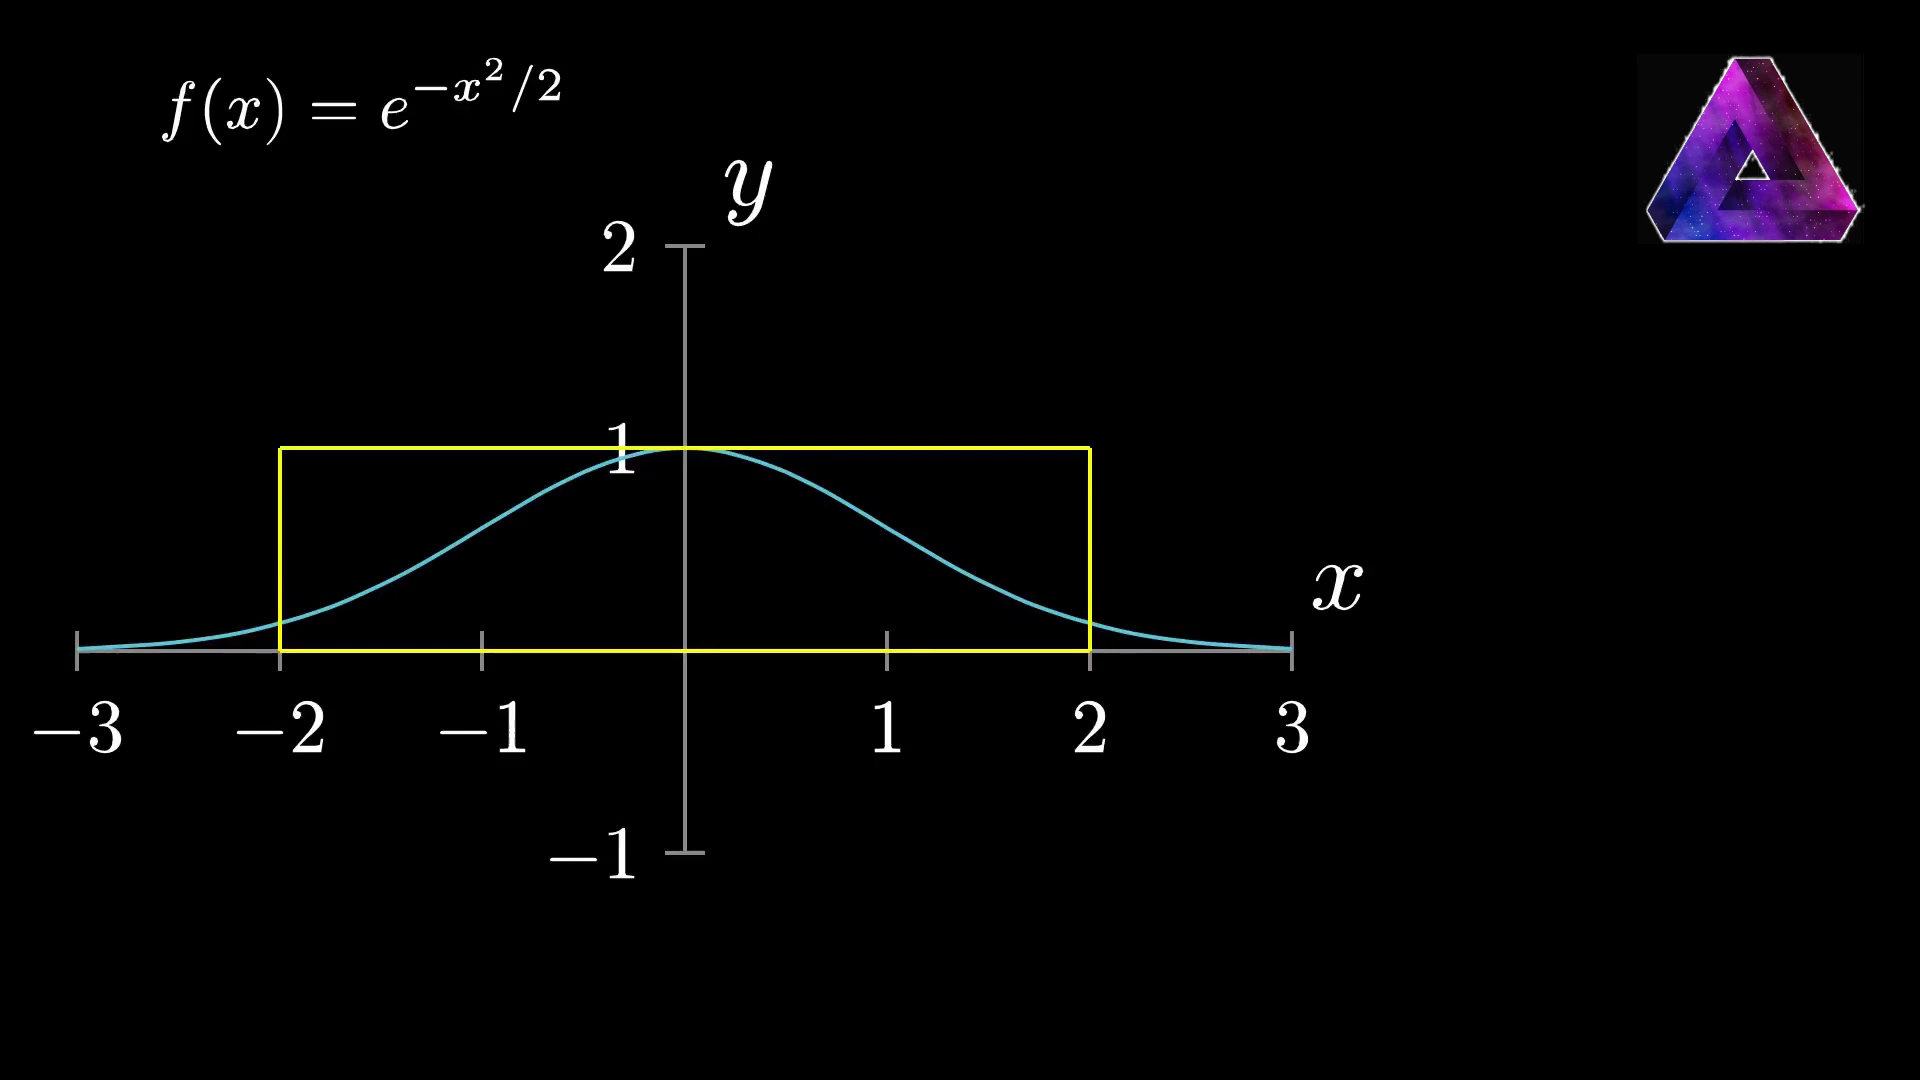 f(x) = e^{-x^2/2}
y
2
1
x
−3 −2 −1 1 2 3
−1